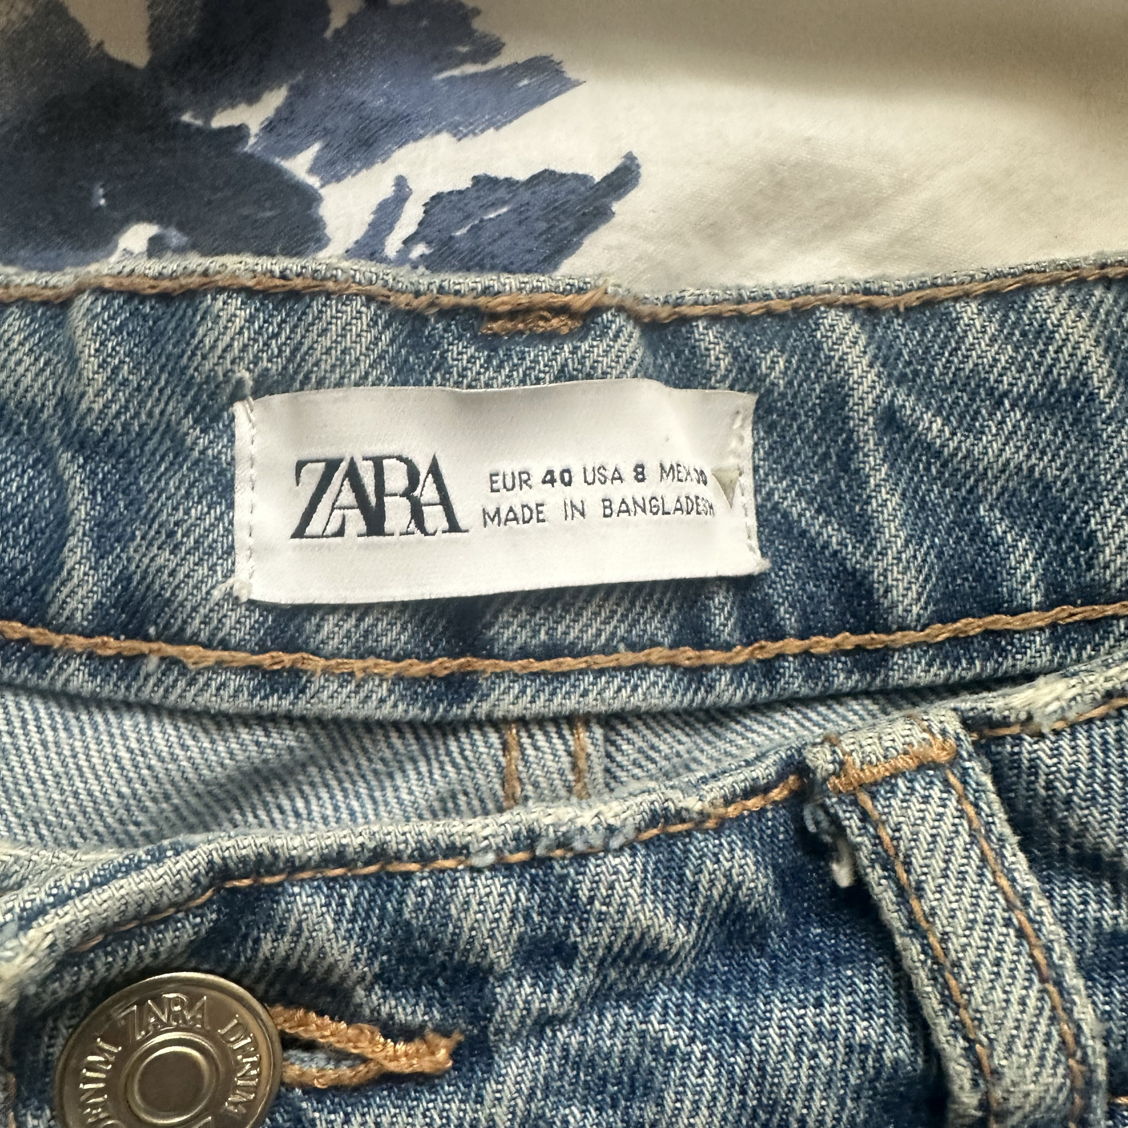 ZARA
EUR 40 USA 8 MEX 30
MADE IN BANGLADESH
ZARA DENIM
DENIM